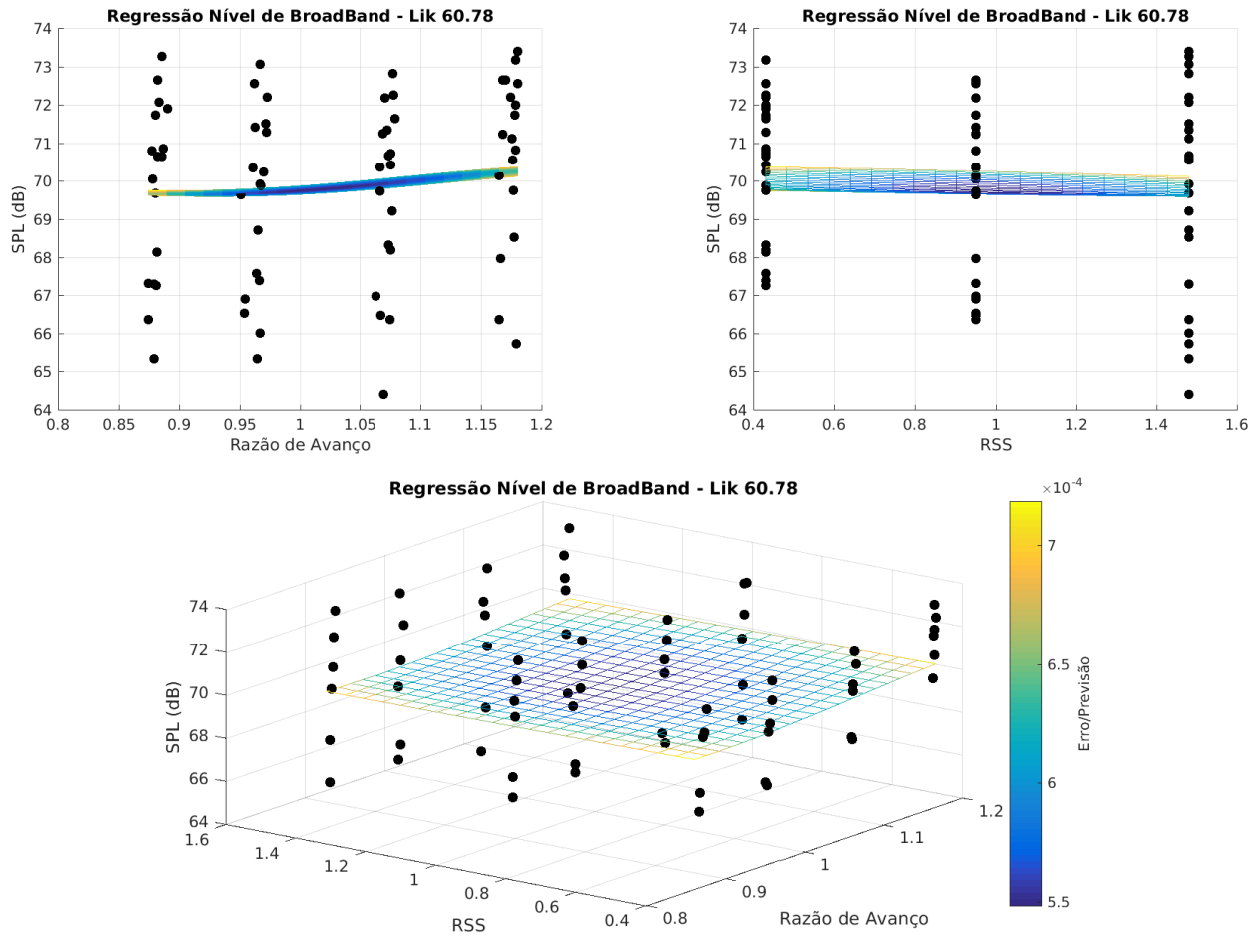 Regressão Nível de BroadBand - Lik 60.78
74
73
72
71
70
69
68
67
66
65
64
SPL (dB)
0.8 0.85 0.9 0.95 1 1.05 1.1 1.15 1.2
Razão de Avanço
Regressão Nível de BroadBand - Lik 60.78
74
73
72
71
70
69
68
67
66
65
64
SPL (dB)
0.4 0.6 0.8 1 1.2 1.4 1.6
RSS
Regressão Nível de BroadBand - Lik 60.78
74
72
70
68
66
64
SPL (dB)
1.6 1.4 1.2 1 0.8 0.6 0.4
RSS
0.8 0.9 1 1.1 1.2
Razão de Avanço
×10-4
7
6.5
6
5.5
Erro/Previsão